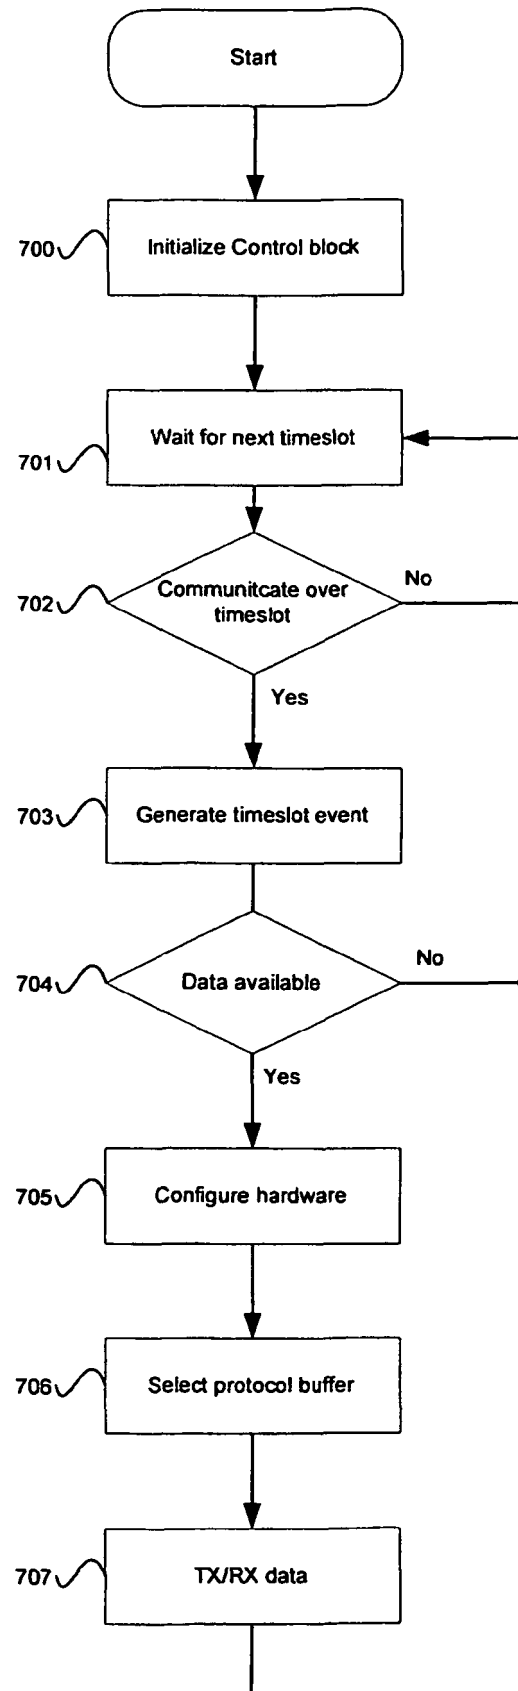 Start
700
Initialize Control block
Wait for next timeslot
701
Communitcate over
timeslot
No
702
Yes
703
Generate timeslot event
No
704
Data available
Yes
705
Configure hardware
706
Select protocol buffer
707
TX/RX data